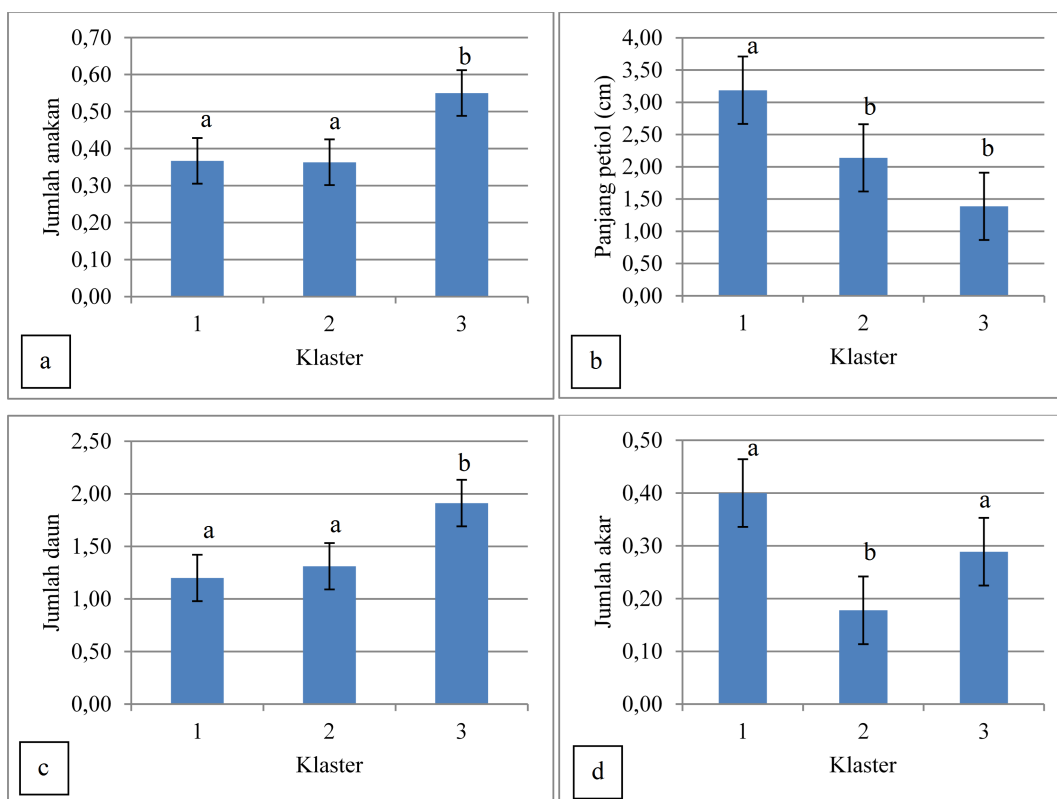 0,70
0,60
0,50
0,40
0,30
0,20
0,10
0,00
Jumlah anakan
a
a
b
1 2 3
Klaster
a
4,00
3,50
3,00
2,50
2,00
1,50
1,00
0,50
0,00
Panjang petiol (cm)
a
b
b
1 2 3
Klaster
b
2,50
2,00
1,50
1,00
0,50
0,00
Jumlah daun
a
a
b
1 2 3
Klaster
c
0,50
0,40
0,30
0,20
0,10
0,00
Jumlah akar
a
b
a
1 2 3
Klaster
d